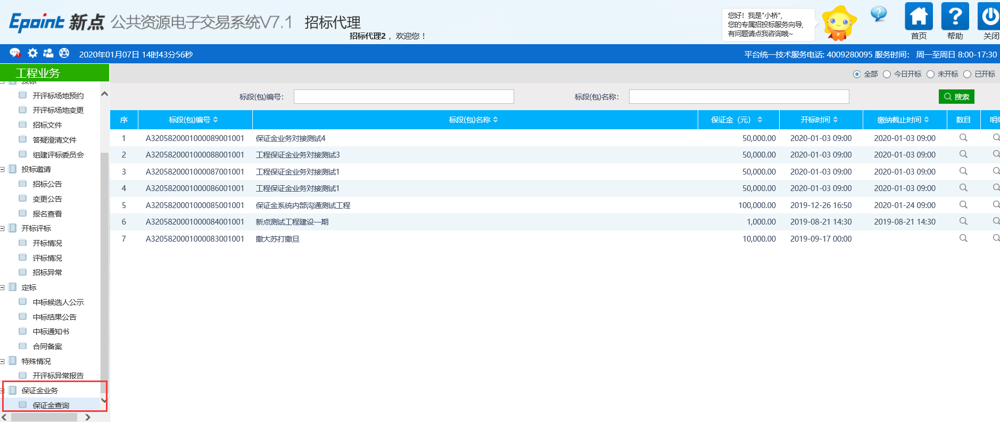 Epoint 新点 公共资源电子交易系统V7.1 招标代理
招标代理2 ，欢迎您！
您好！我是"小桥",
您的专属招投标服务向导,
有问题请点我咨询哦~
首页
帮助
关闭
2020年01月07日 14时43分56秒
平台统一技术服务电话: 4009280095 服务时间： 周一至周日 8:00-17:30
工程业务
开评标场地预约
开评标场地变更
招标文件
答疑澄清文件
组建评标委员会
投标邀请
招标公告
变更公告
报名查看
开标评标
开标情况
评标情况
招标异常
定标
中标候选人公示
中标结果公告
中标通知书
合同备案
特殊情况
开评标异常报告
保证金业务
保证金查询
全部 今日开标 未开标 已开标
标段(包)编号： 标段(包)名称： 搜索
序 标段(包)编号 标段(包)名称 保证金（元） 开标时间 缴纳截止时间 数目
1 A3205820001000089001001 保证金业务对接测试4 50,000.00 2020-01-03 09:00 2020-01-03 09:00
2 A3205820001000088001001 工程保证金业务对接测试3 50,000.00 2020-01-03 09:00 2020-01-03 09:00
3 A3205820001000087001001 工程保证金业务对接测试1 50,000.00 2020-01-03 09:00 2020-01-03 09:00
4 A3205820001000086001001 工程保证金业务对接测试1 50,000.00 2020-01-03 09:00 2020-01-03 09:00
5 A3205820001000085001001 保证金系统内部沟通测试工程 100,000.00 2019-12-26 16:50 2020-01-24 09:00
6 A3205820001000084001001 新点测试工程建设一期 1,000.00 2019-08-21 14:30 2019-08-21 14:30
7 A3205820001000083001001 撒大苏打撒旦 10,000.00 2019-09-17 00:00